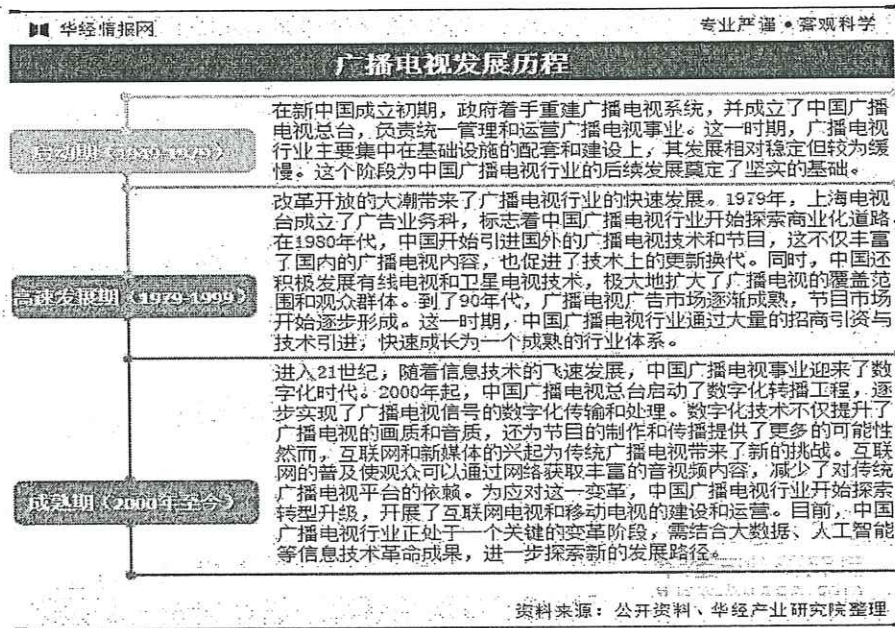 华经情报网
专业严谨●客观科学
广播电视发展历程
启动期（1949-1979）
在新中国成立初期，政府着手重建广播电视系统，并成立了中国广播
电视总台，负责统一管理和运营广播电视事业。这一时期，广播电视
行业主要集中在基础设施的配套和建设上，其发展相对稳定但较为缓
慢。这个阶段为中国广播电视行业的后续发展奠定了坚实的基础。
高速发展期（1979-1999）
改革开放的大潮带来了广播电视行业的快速发展。1979年，上海电视
台成立了广告业务科，标志着中国广播电视行业开始探索商业化道路
在1980年代，中国开始引进国外的广播电视技术和节目，这不仅丰富
了国内的广播电视内容，也促进了技术上的更新换代。同时，中国还
积极发展有线电视和卫星电视技术，极大地扩大了广播电视的覆盖范
围和观众群体。到了90年代，广播电视广告市场逐渐成熟，节目市场
开始逐步形成。这一时期，中国广播电视行业通过大量的招商引资与
技术引进，快速成长为一个成熟的行业体系。
成熟期（2000年至今）
进入21世纪，随着信息技术的飞速发展，中国广播电视事业迎来了数
字化时代。2000年起，中国广播电视总台启动了数字化转播工程，逐
步实现了广播电视信号的数字化传输和处理。数字化技术不仅提升了
广播电视的画质和音质，还为节目的制作和传播提供了更多的可能性
然而，互联网和新媒体的兴起为传统广播电视带来了新的挑战。互联
网的普及使观众可以通过网络获取丰富的音视频内容，减少了对传统
广播电视平台的依赖。为应对这一变革，中国广播电视行业开始探索
转型升级，开展了互联网电视和移动电视的建设和运营。目前，中国
广播电视行业正处于一个关键的变革阶段，需结合大数据、人工智能
等信息技术革命成果，进一步探索新的发展路径。
资料来源：公开资料、华经产业研究院整理